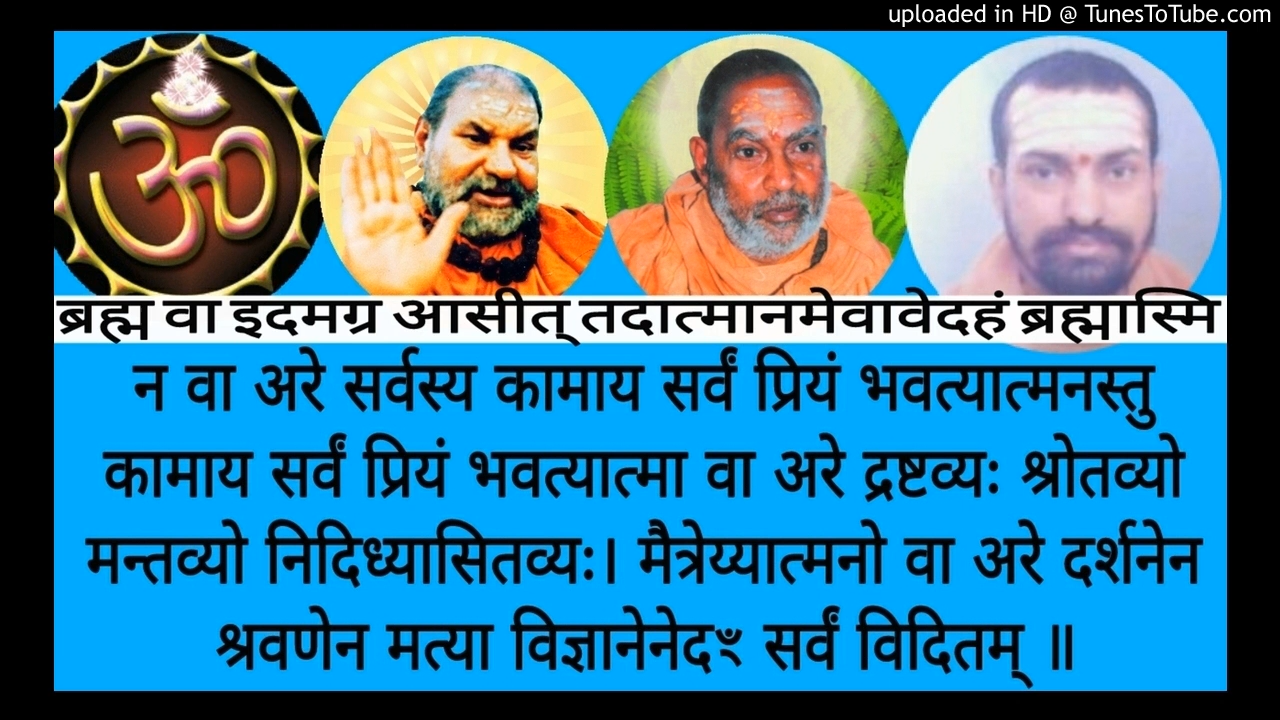 uploaded in HD @ TunesToTube.com
ॐ
ब्रह्म वा इदमग्र आसीत् तदात्मानमेवावेदहं ब्रह्मास्मि
न वा अरे सर्वस्य कामाय सर्वं प्रियं भवत्यात्मनस्तु
कामाय सर्वं प्रियं भवत्यात्मा वा अरे द्रष्टव्यः श्रोतव्यो
मन्तव्यो निदिध्यासितव्यः। मैत्रेय्यात्मनो वा अरे दर्शनेन
श्रवणेन मत्या विज्ञानेनेदꣳ सर्वं विदितम् ॥